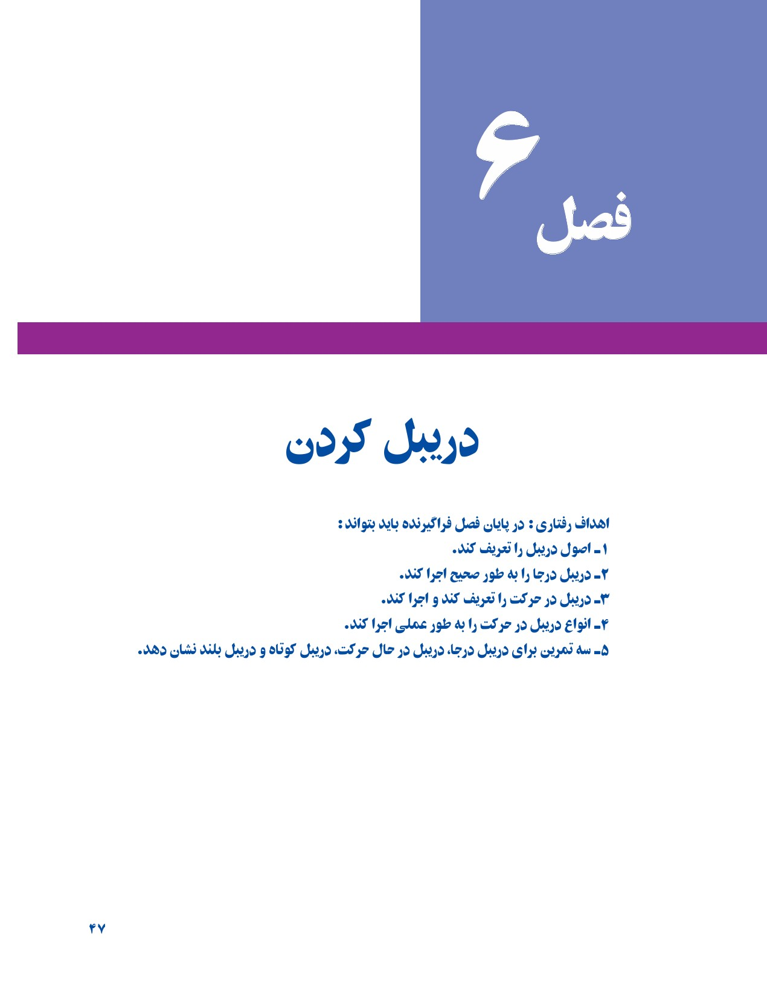 ۶
فصل
دریبل کردن
اهداف رفتاری : در پایان فصل فراگیرنده باید بتواند :
۱ـ اصول دریبل را تعریف کند.
۲ـ دریبل درجا را به طور صحیح اجرا کند.
۳ـ دریبل در حرکت را تعریف کند و اجرا کند.
۴ـ انواع دریبل در حرکت را به طور عملی اجرا کند.
۵ـ سه تمرین برای دریبل درجا، دریبل در حال حرکت، دریبل کوتاه و دریبل بلند نشان دهد.
۴۷